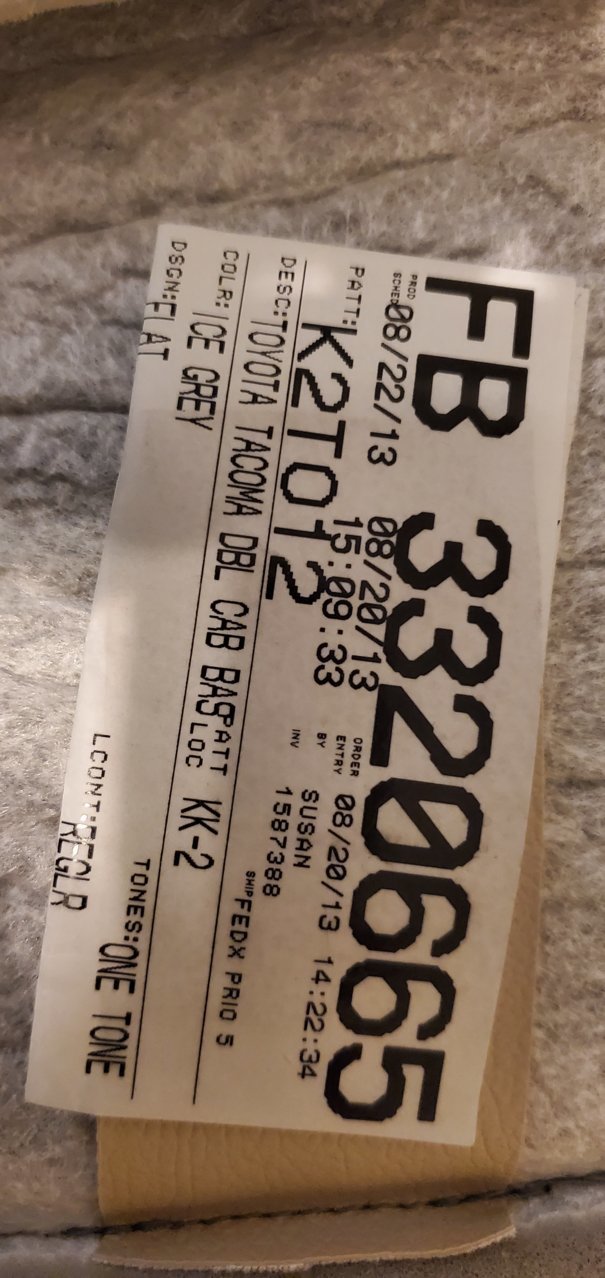 FB 3320665
PROD SCHED 08/22/13 08/20/13 ORDER ENTRY 08/20/13 14:22:34
15:09:33 BY SUSAN
PATT: K2TO12 INV 1587388
SHIP FEDX PRIO 5
DESC: TOYOTA TACOMA DBL CAB BAS PATT LOC KK-2
COLR: ICE GREY TONES: ONE TONE
DSGN: FLAT LCONT: REGLR
REGLR